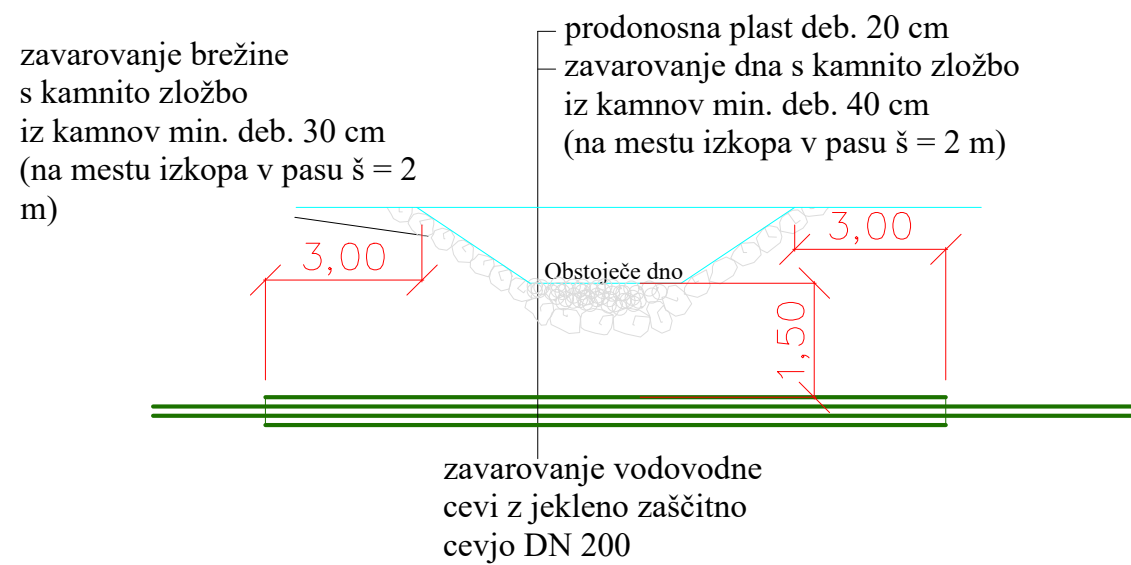 zavarovanje brežine
s kamnito zložbo
iz kamnov min. deb. 30 cm
(na mestu izkopa v pasu š = 2
m)
prodonosna plast deb. 20 cm
zavarovanje dna s kamnito zložbo
iz kamnov min. deb. 40 cm
(na mestu izkopa v pasu š = 2 m)
3,00
3,00
Obstoječe dno
1,50
zavarovanje vodovodne
cevi z jekleno zaščitno
cevjo DN 200